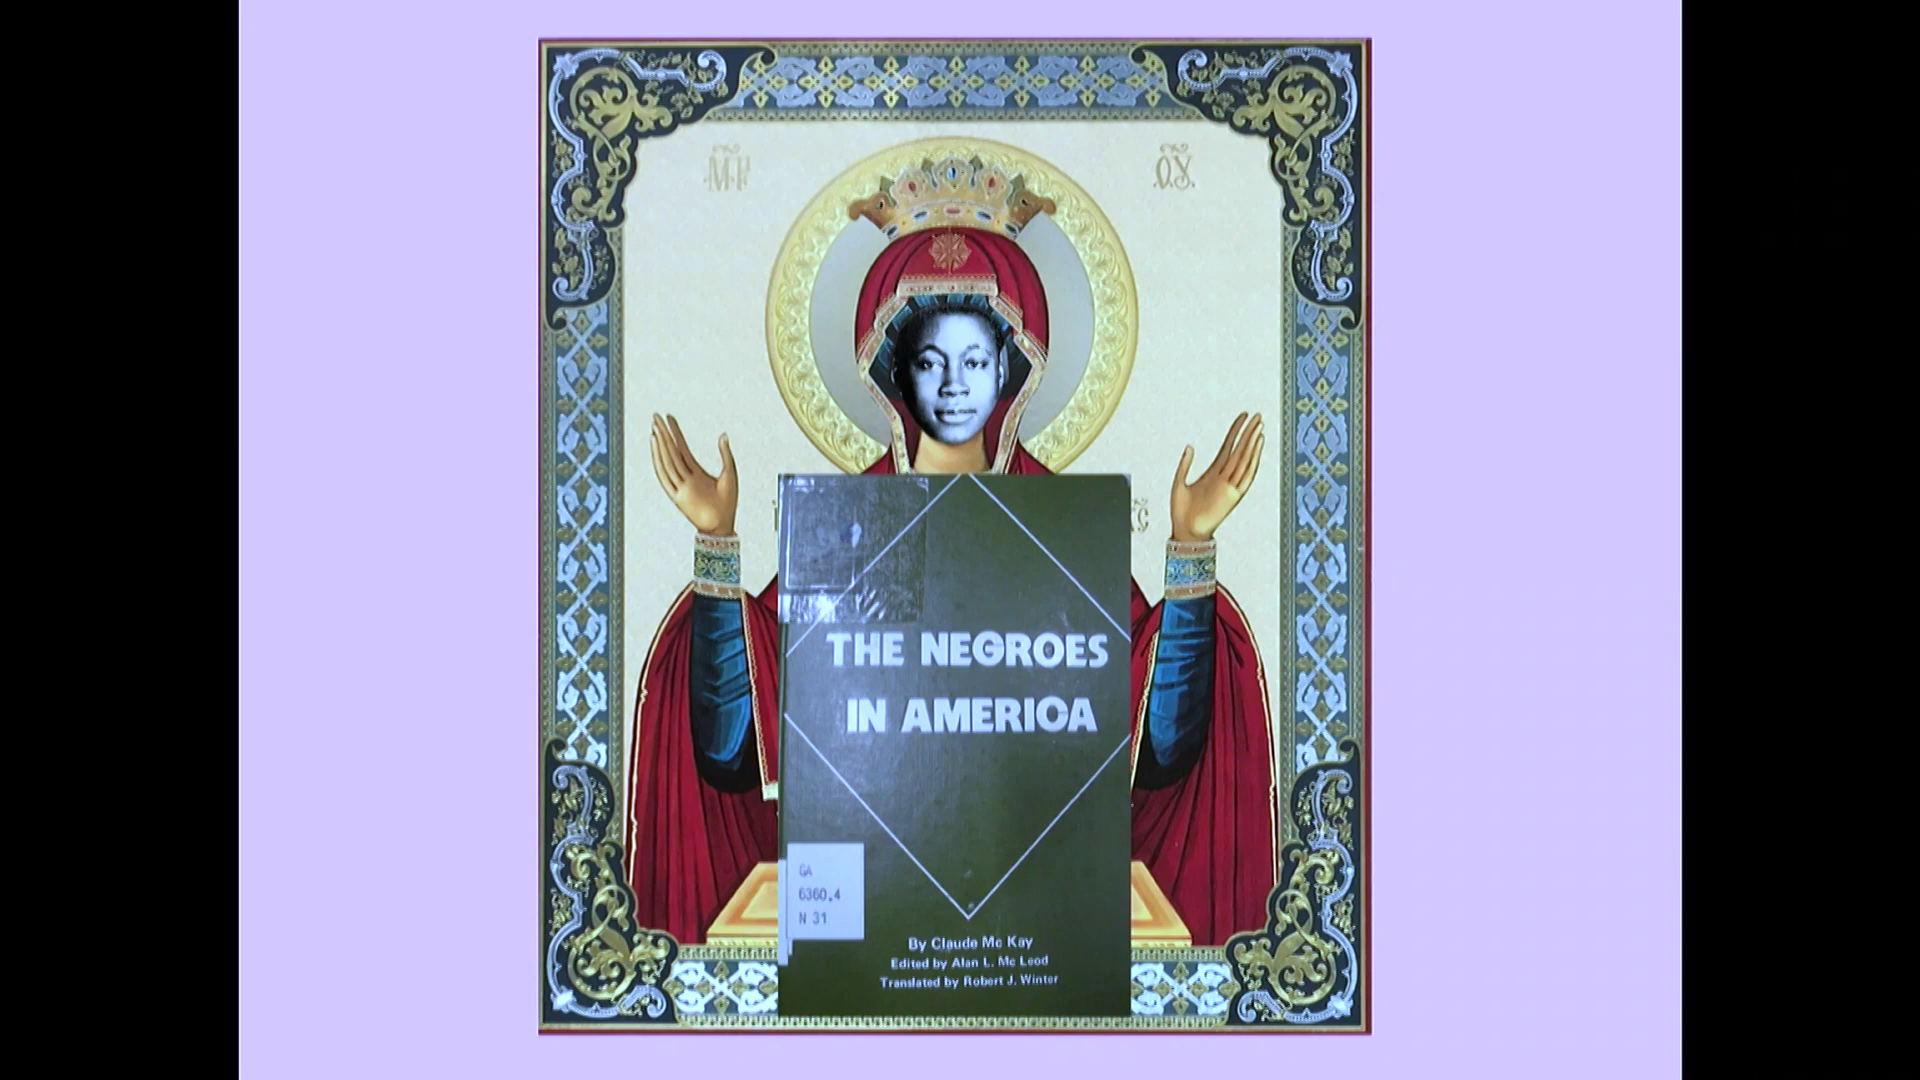 М҃Р
Ѳ҃У
THE NEGROES
IN AMERICA
GA
6360.4
N 31
By Claude Mc Kay
Edited by Alan L. Mc Leod
Translated by Robert J. Winter